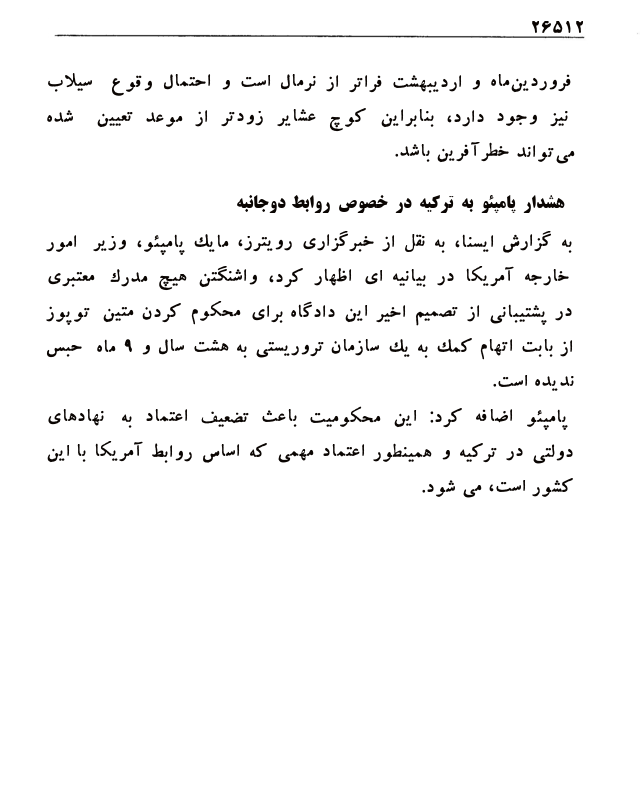 ۲۶۵۱۲
فروردین‌ماه و اردیبهشت فراتر از نرمال است و احتمال وقوع سیلاب
نیز وجود دارد، بنابراین کوچ عشایر زودتر از موعد تعیین شده
می‌تواند خطرآفرین باشد.
هشدار پامپئو به ترکیه در خصوص روابط دوجانبه
به گزارش ایسنا، به نقل از خبرگزاری رویترز، مایك پامپئو، وزیر امور
خارجه آمریکا در بیانیه ای اظهار کرد، واشنگتن هیچ مدرك معتبری
در پشتیبانی از تصمیم اخیر این دادگاه برای محکوم کردن متین توپوز
از بابت اتهام کمك به یك سازمان تروریستی به هشت سال و ۹ ماه حبس
ندیده است.
پامپئو اضافه کرد: این محکومیت باعث تضعیف اعتماد به نهادهای
دولتی در ترکیه و همینطور اعتماد مهمی که اساس روابط آمریکا با این
کشور است، می شود.